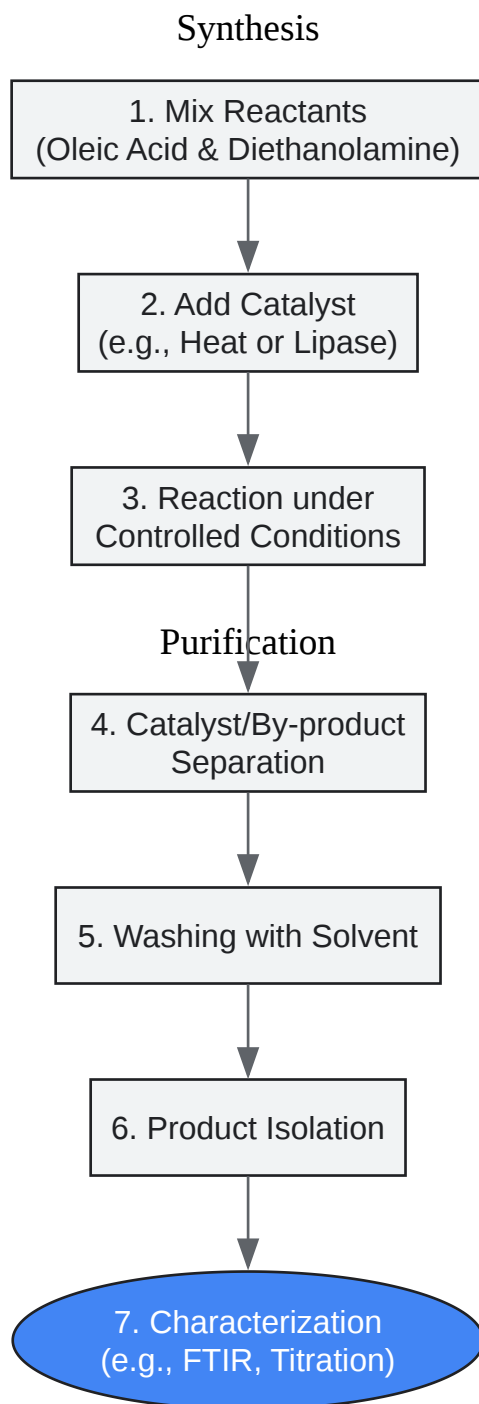 Synthesis
1. Mix Reactants
(Oleic Acid & Diethanolamine)
2. Add Catalyst
(e.g., Heat or Lipase)
3. Reaction under
Controlled Conditions
Purification
4. Catalyst/By-product
Separation
5. Washing with Solvent
6. Product Isolation
7. Characterization
(e.g., FTIR, Titration)